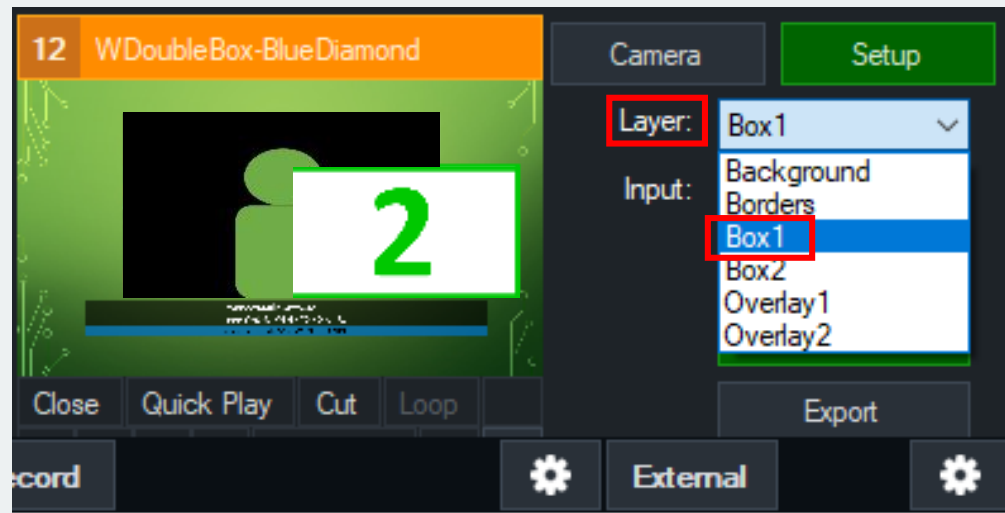 12 WDoubleBox-BlueDiamond
Camera
Setup
Layer:
Box1
Input:
Background
Borders
Box1
Box2
Overlay1
Overlay2
2
Close
Quick Play
Cut
Loop
Export
ecord
External